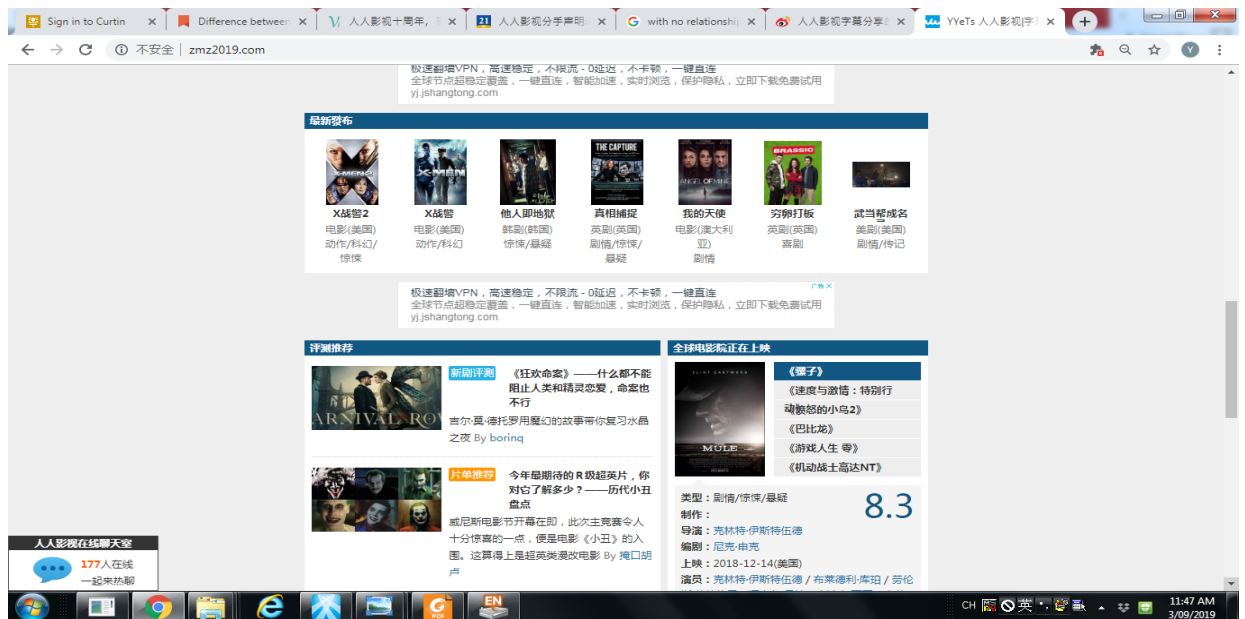 Sign in to Curtin
Difference between
人人影视十周年，
人人影视分手声明
with no relationship
人人影视字幕分享
YYeTs 人人影视|字
不安全
zmz2019.com
Y
极速翻墙VPN，高速稳定，不限流 - 0延迟，不卡顿，一键直连
全球节点超稳定覆盖，一键直连，智能加速，实时浏览，保护隐私，立即下载免费试用
yj.jshangtong.com
最新發布
X-MEN2
X-MEN
THE CAPTURE
ANGEL OF MINE
BRASSIC
X战警2
电影(美国)
动作/科幻/
惊悚
X战警
电影(美国)
动作/科幻
他人即地狱
韩剧(韩国)
惊悚/悬疑
真相捕捉
英剧(英国)
剧情/惊悚/
悬疑
我的天使
电影(澳大利
亚)
剧情
穷卵打板
英剧(英国)
喜剧
武当帮成名
美剧(美国)
剧情/传记
广告
极速翻墙VPN，高速稳定，不限流 - 0延迟，不卡顿，一键直连
全球节点超稳定覆盖，一键直连，智能加速，实时浏览，保护隐私，立即下载免费试用
yj.jshangtong.com
评测推荐
ARNIVAL ROW
新剧评测
《狂欢命案》——什么都不能
阻止人类和精灵恋爱，命案也
不行
吉尔·莫·德托罗用魔幻的故事带你复习水晶
之夜 By borinq
片单推荐
今年最期待的 R 级超英片，你
对它了解多少？——历代小丑
盘点
威尼斯电影节开幕在即，此次主竞赛令人
十分惊喜的一点，便是电影《小丑》的入
围。这算得上是超英类漫改电影 By 掩口胡
卢
全球电影院正在上映
CLINT EASTWOOD
MULE
《骡子》
《速度与激情：特别行
愤怒的小鸟2》
《巴比龙》
《游戏人生 零》
《机动战士高达NT》
8.3
类型：剧情/惊悚/悬疑
制作：
导演：克林特·伊斯特伍德
编剧：尼克·申克
上映：2018-12-14(美国)
演员：克林特·伊斯特伍德 / 布莱德利·库珀 / 劳伦
人人影视在线聊天室
177人在线
一起来热聊
PDF
EN
CH
英
11:47 AM
3/09/2019